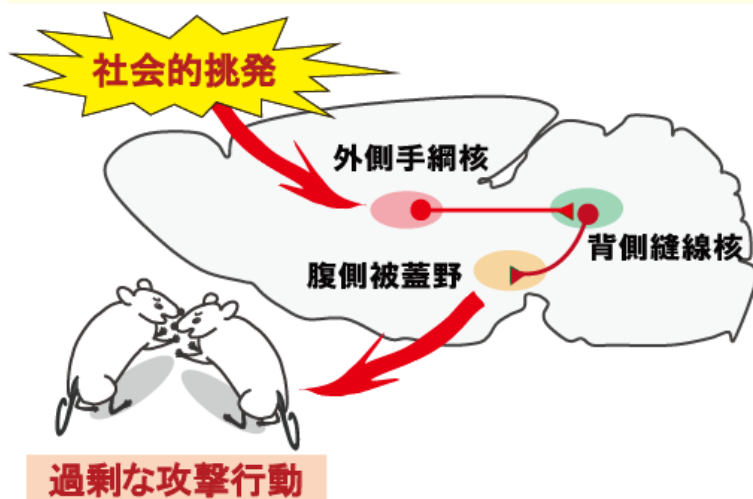 社会的挑発
外側手綱核
背側縫線核
腹側被蓋野
過剰な攻撃行動